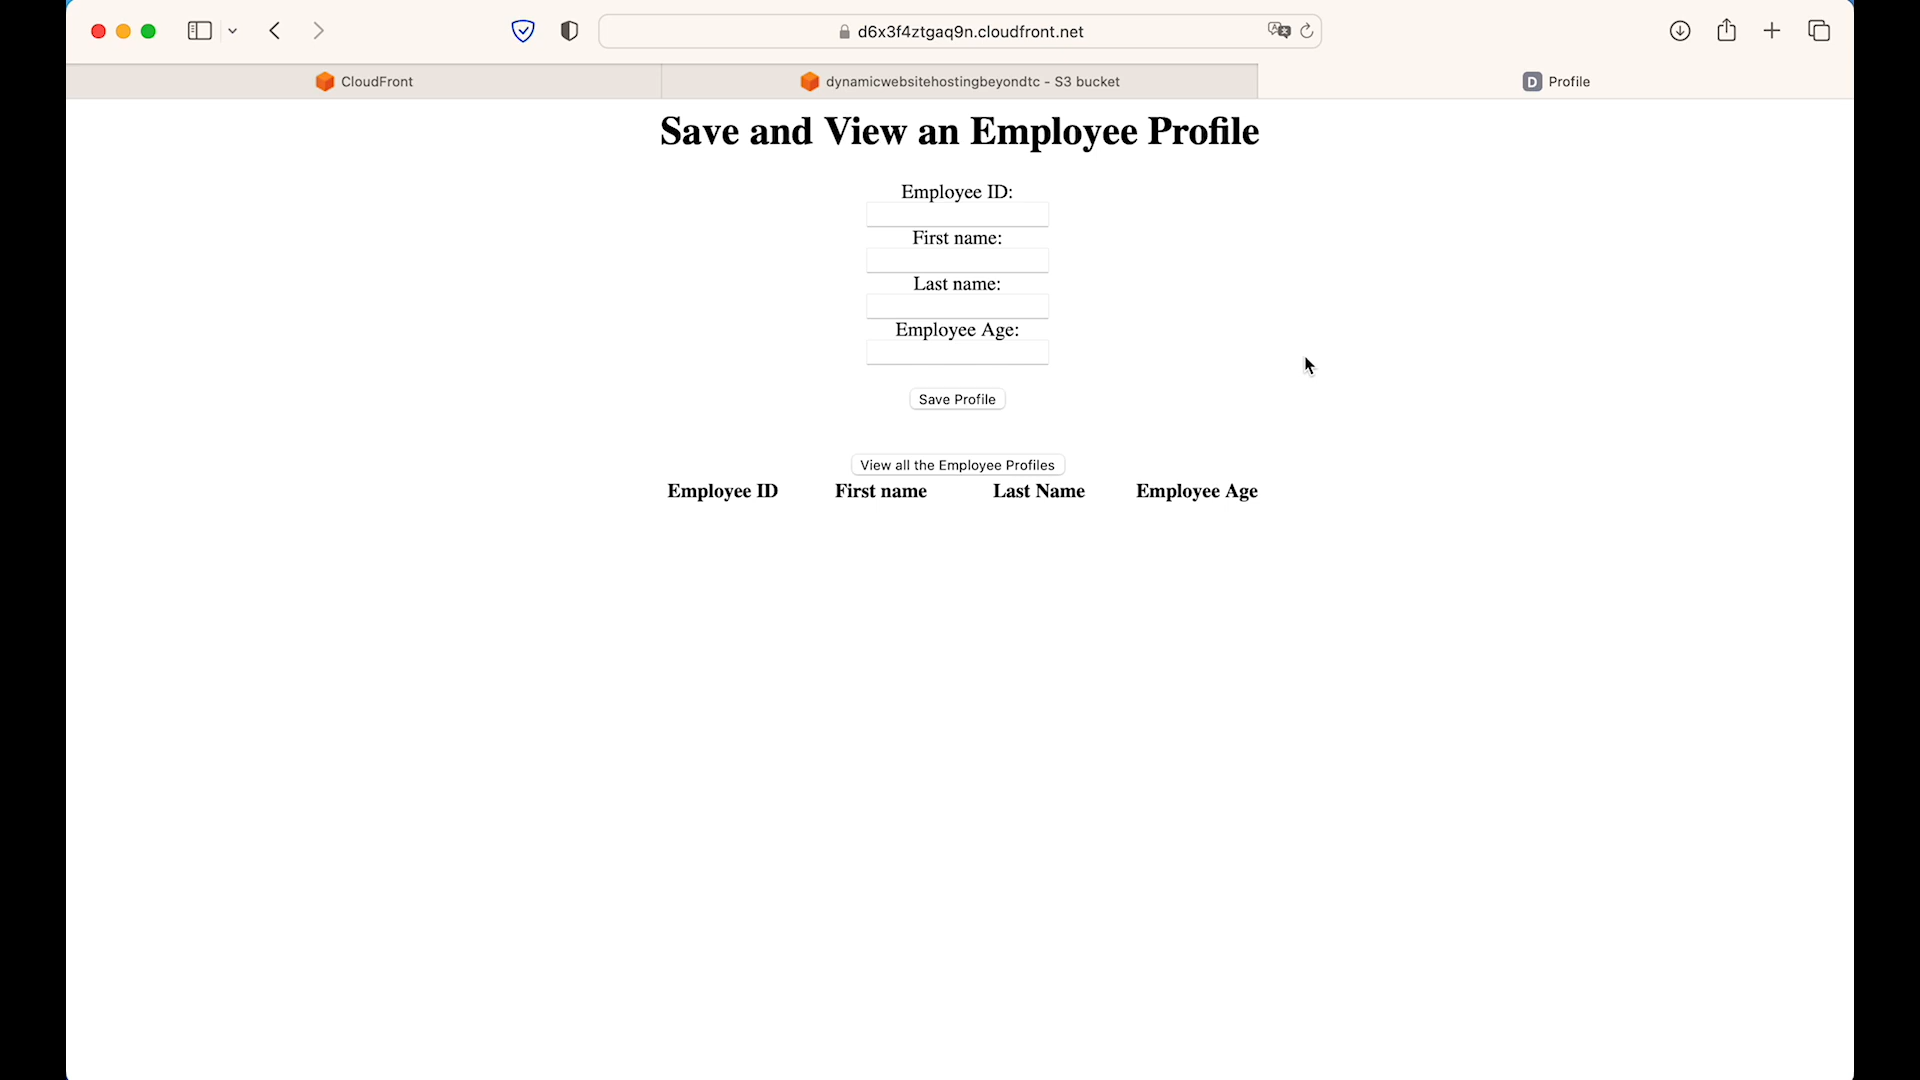 d6x3f4ztgaq9n.cloudfront.net
CloudFront
dynamicwebsitehostingbeyondtc - S3 bucket
D Profile
Save and View an Employee Profile
Employee ID:
First name:
Last name:
Employee Age:
Save Profile
View all the Employee Profiles
Employee ID First name Last Name Employee Age